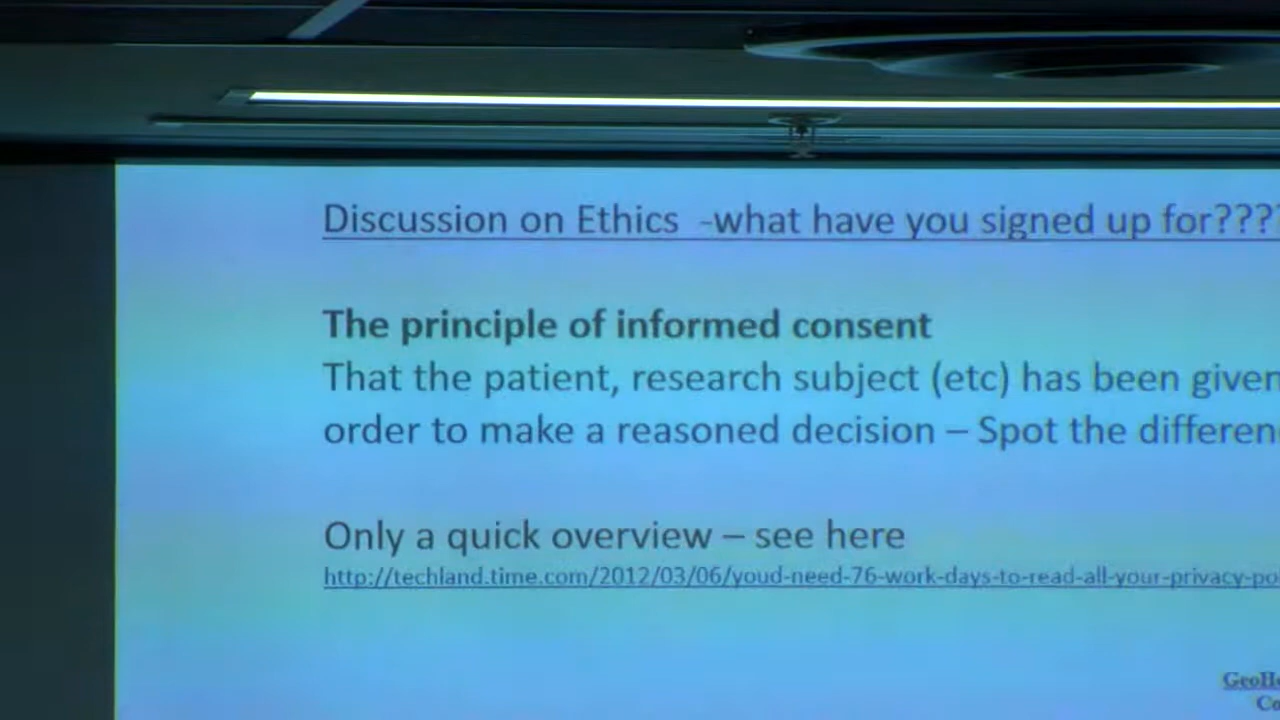 Discussion on Ethics -what have you signed up for????
The principle of informed consent
That the patient, research subject (etc) has been given
order to make a reasoned decision – Spot the differen
Only a quick overview – see here
http://techland.time.com/2012/03/06/youd-need-76-work-days-to-read-all-your-privacy-po
GeoHe
Co